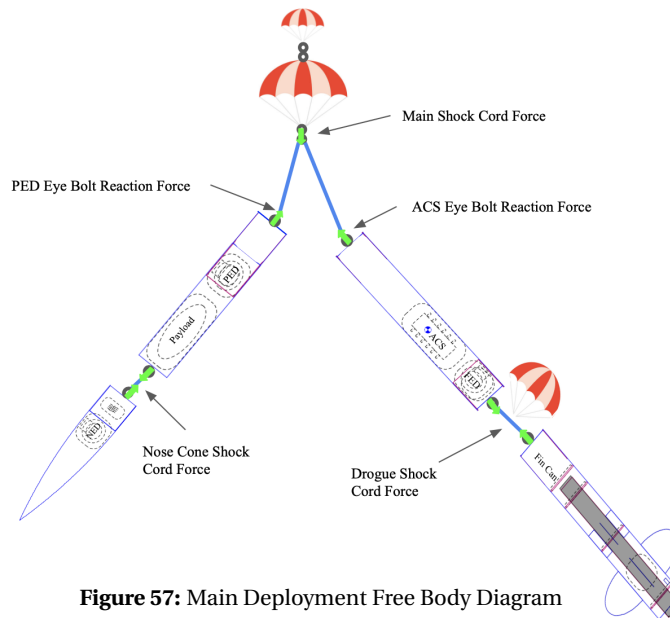 Main Shock Cord Force
PED Eye Bolt Reaction Force
ACS Eye Bolt Reaction Force
PED
Payload
ACS
FED
NED
Nose Cone Shock
Cord Force
Drogue Shock
Cord Force
Fin Can
Figure 57: Main Deployment Free Body Diagram